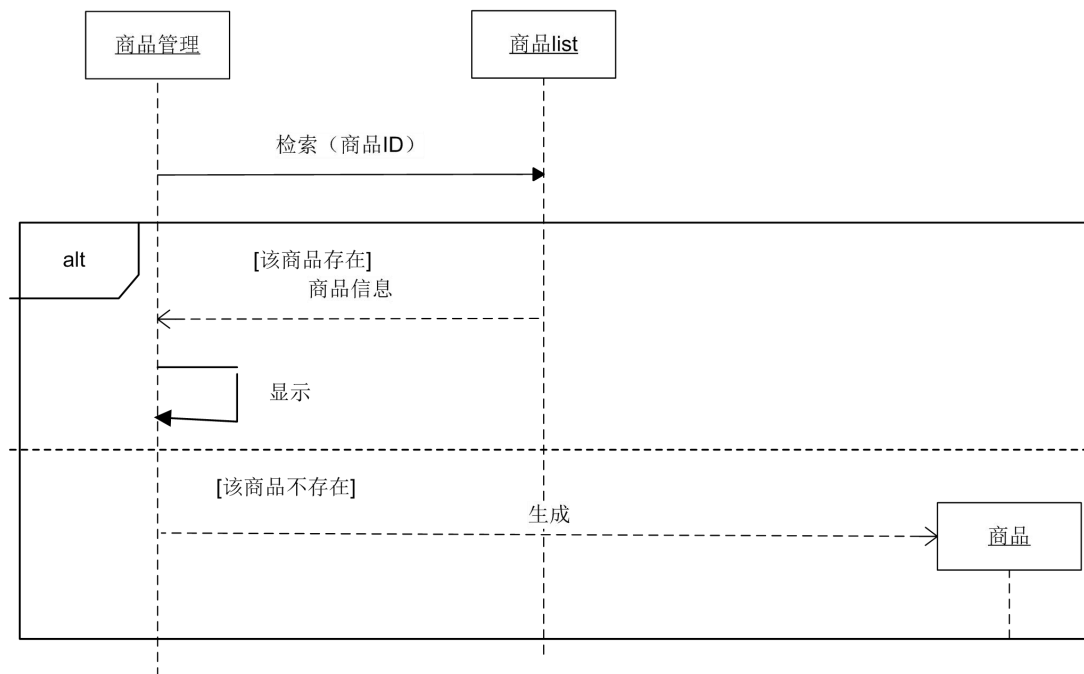 商品管理
商品list
检索（商品ID）
alt
[该商品存在]
商品信息
显示
[该商品不存在]
生成
商品